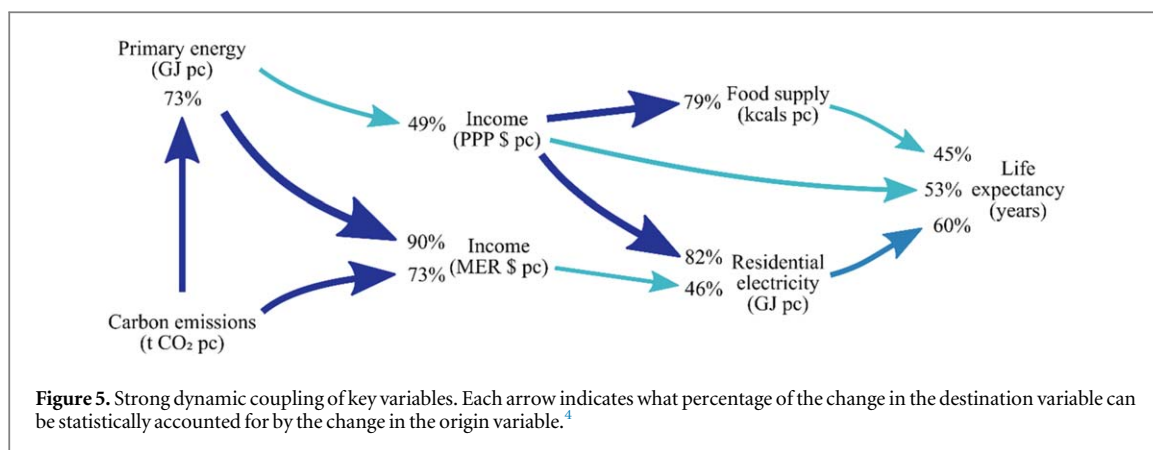 Primary energy
(GJ pc)
73%
Carbon emissions
(t CO₂ pc)
49%
Income
(PPP $ pc)
90%
73%
Income
(MER $ pc)
79%
Food supply
(kcals pc)
82%
46%
Residential
electricity
(GJ pc)
45%
53%
60%
Life
expectancy
(years)
Figure 5. Strong dynamic coupling of key variables. Each arrow indicates what percentage of the change in the destination variable can
be statistically accounted for by the change in the origin variable.⁴